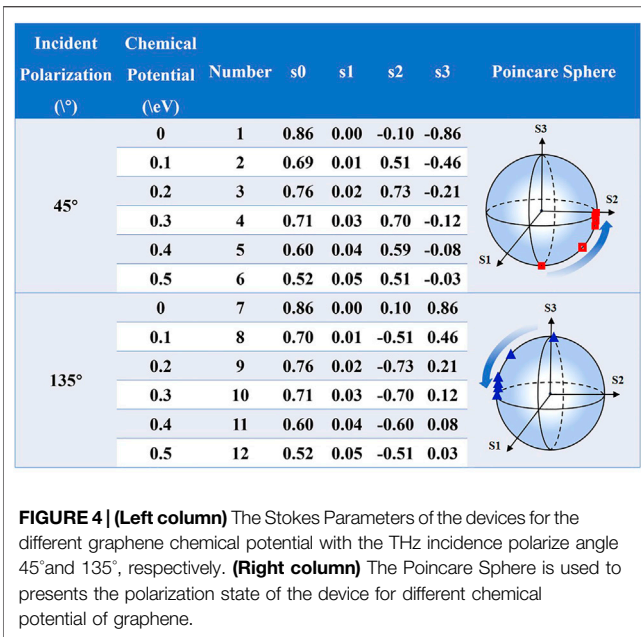 Incident Polarization (\°) Chemical Potential (\eV) Number s0 s1 s2 s3 Poincare Sphere
45°
0 1 0.86 0.00 -0.10 -0.86
0.1 2 0.69 0.01 0.51 -0.46
0.2 3 0.76 0.02 0.73 -0.21
0.3 4 0.71 0.03 0.70 -0.12
0.4 5 0.60 0.04 0.59 -0.08
0.5 6 0.52 0.05 0.51 -0.03
S3
S2
S1
135°
0 7 0.86 0.00 0.10 0.86
0.1 8 0.70 0.01 -0.51 0.46
0.2 9 0.76 0.02 -0.73 0.21
0.3 10 0.71 0.03 -0.70 0.12
0.4 11 0.60 0.04 -0.60 0.08
0.5 12 0.52 0.05 -0.51 0.03
S3
S2
S1
FIGURE 4 | (Left column) The Stokes Parameters of the devices for the
different graphene chemical potential with the THz incidence polarize angle
45°and 135°, respectively. (Right column) The Poincare Sphere is used to
presents the polarization state of the device for different chemical
potential of graphene.